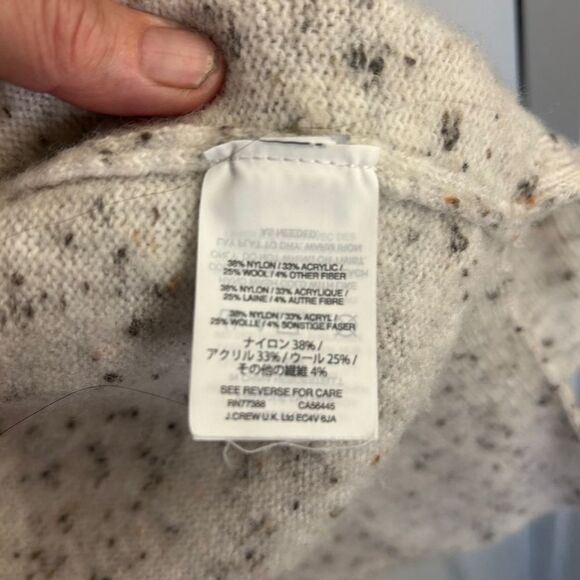 38% NYLON / 33% ACRYLIC /
25% WOOL / 4% OTHER FIBER
38% NYLON / 33% ACRYLIQUE /
25% LAINE / 4% AUTRE FIBRE
38% NYLON / 33% ACRYL /
25% WOLLE / 4% SONSTIGE FASER
ナイロン 38% /
アクリル 33% / ウール 25% /
その他の繊維 4%
SEE REVERSE FOR CARE
RN77388 CA56445
J.CREW U.K. Ltd EC4V 6JA